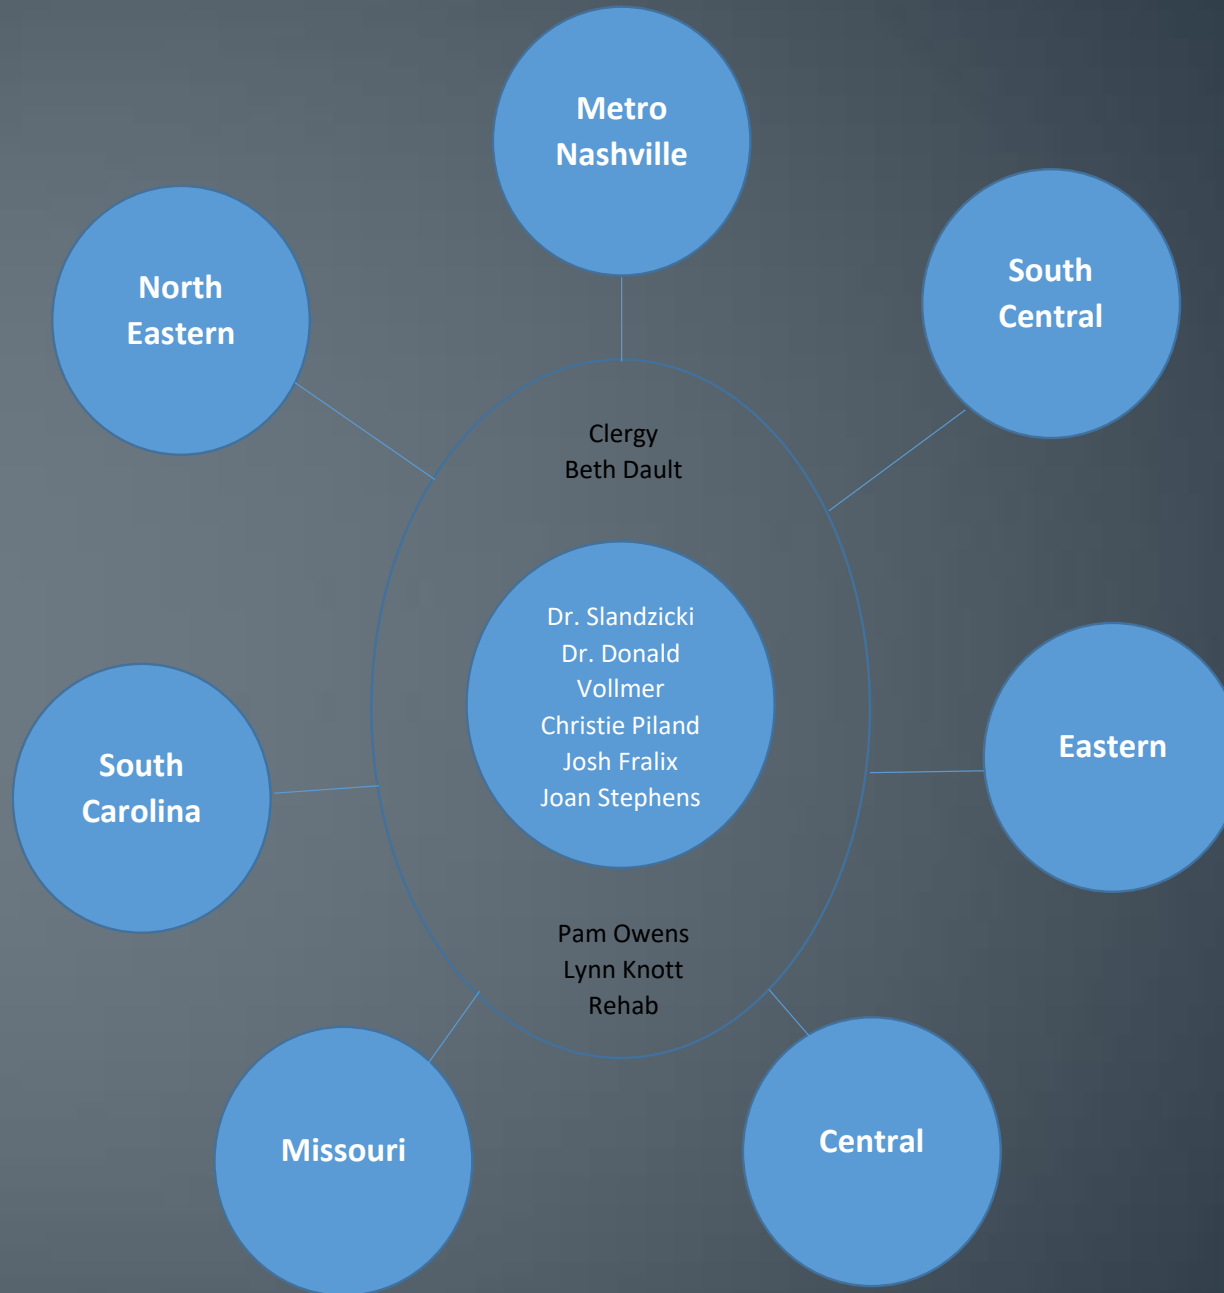 Metro
Nashville
North
Eastern
South
Central
Clergy
Beth Dault
Dr. Slandzicki
Dr. Donald
Vollmer
Christie Piland
Josh Fralix
Joan Stephens
South
Carolina
Eastern
Pam Owens
Lynn Knott
Rehab
Missouri
Central